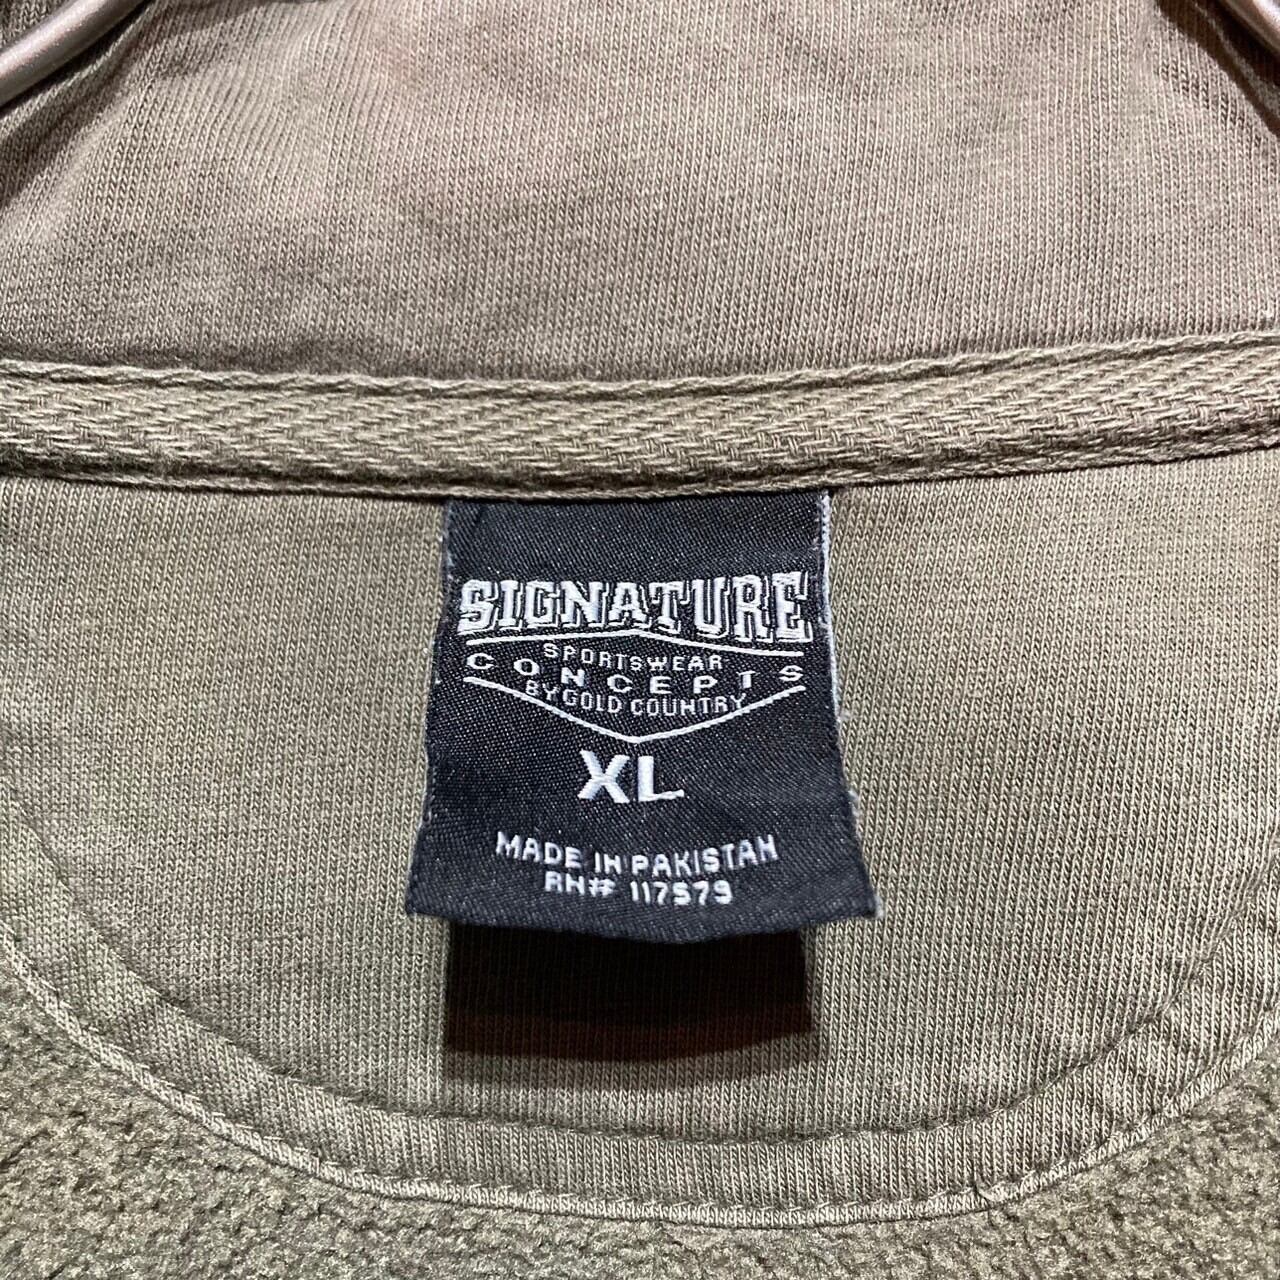 SIGNATURE
SPORTSWEAR
CONCEPTS
BY GOLD COUNTRY
XL
MADE IN PAKISTAN
RN# 117579